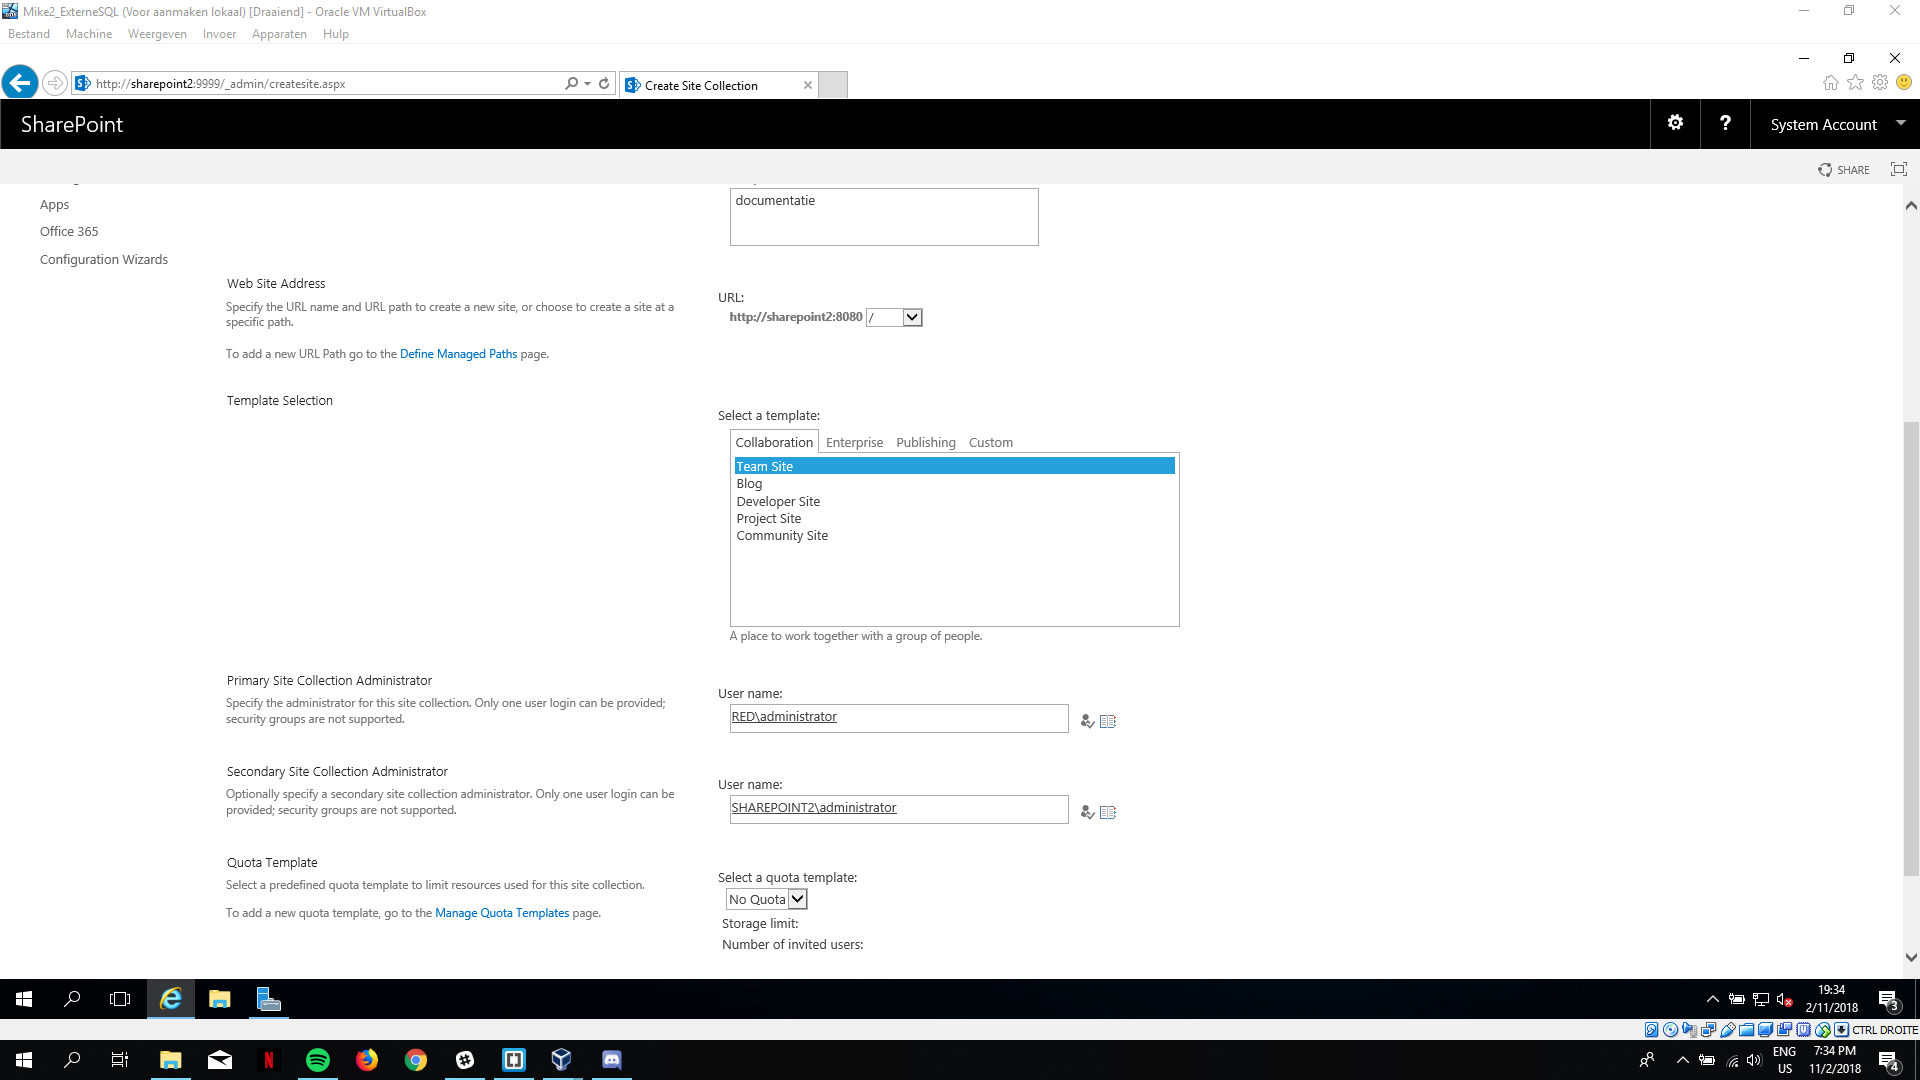 Mike2_ExterneSQL (Voor aanmaken lokaal) [Draaiend] - Oracle VM VirtualBox
Bestand Machine Weergeven Invoer Apparaten Hulp
http://sharepoint2:9999/_admin/createsite.aspx
Create Site Collection
SharePoint
? System Account
SHARE
Apps
Office 365
Configuration Wizards
documentatie
Web Site Address
Specify the URL name and URL path to create a new site, or choose to create a site at a
specific path.
To add a new URL Path go to the Define Managed Paths page.
URL:
http://sharepoint2:8080 /
Template Selection
Select a template:
Collaboration Enterprise Publishing Custom
Team Site
Blog
Developer Site
Project Site
Community Site
A place to work together with a group of people.
Primary Site Collection Administrator
Specify the administrator for this site collection. Only one user login can be provided;
security groups are not supported.
User name:
RED\administrator
Secondary Site Collection Administrator
Optionally specify a secondary site collection administrator. Only one user login can be
provided; security groups are not supported.
User name:
SHAREPOINT2\administrator
Quota Template
Select a predefined quota template to limit resources used for this site collection.
To add a new quota template, go to the Manage Quota Templates page.
Select a quota template:
No Quota
Storage limit:
Number of invited users:
19:34
2/11/2018
3
CTRL DROITE
ENG
US
7:34 PM
11/2/2018
4